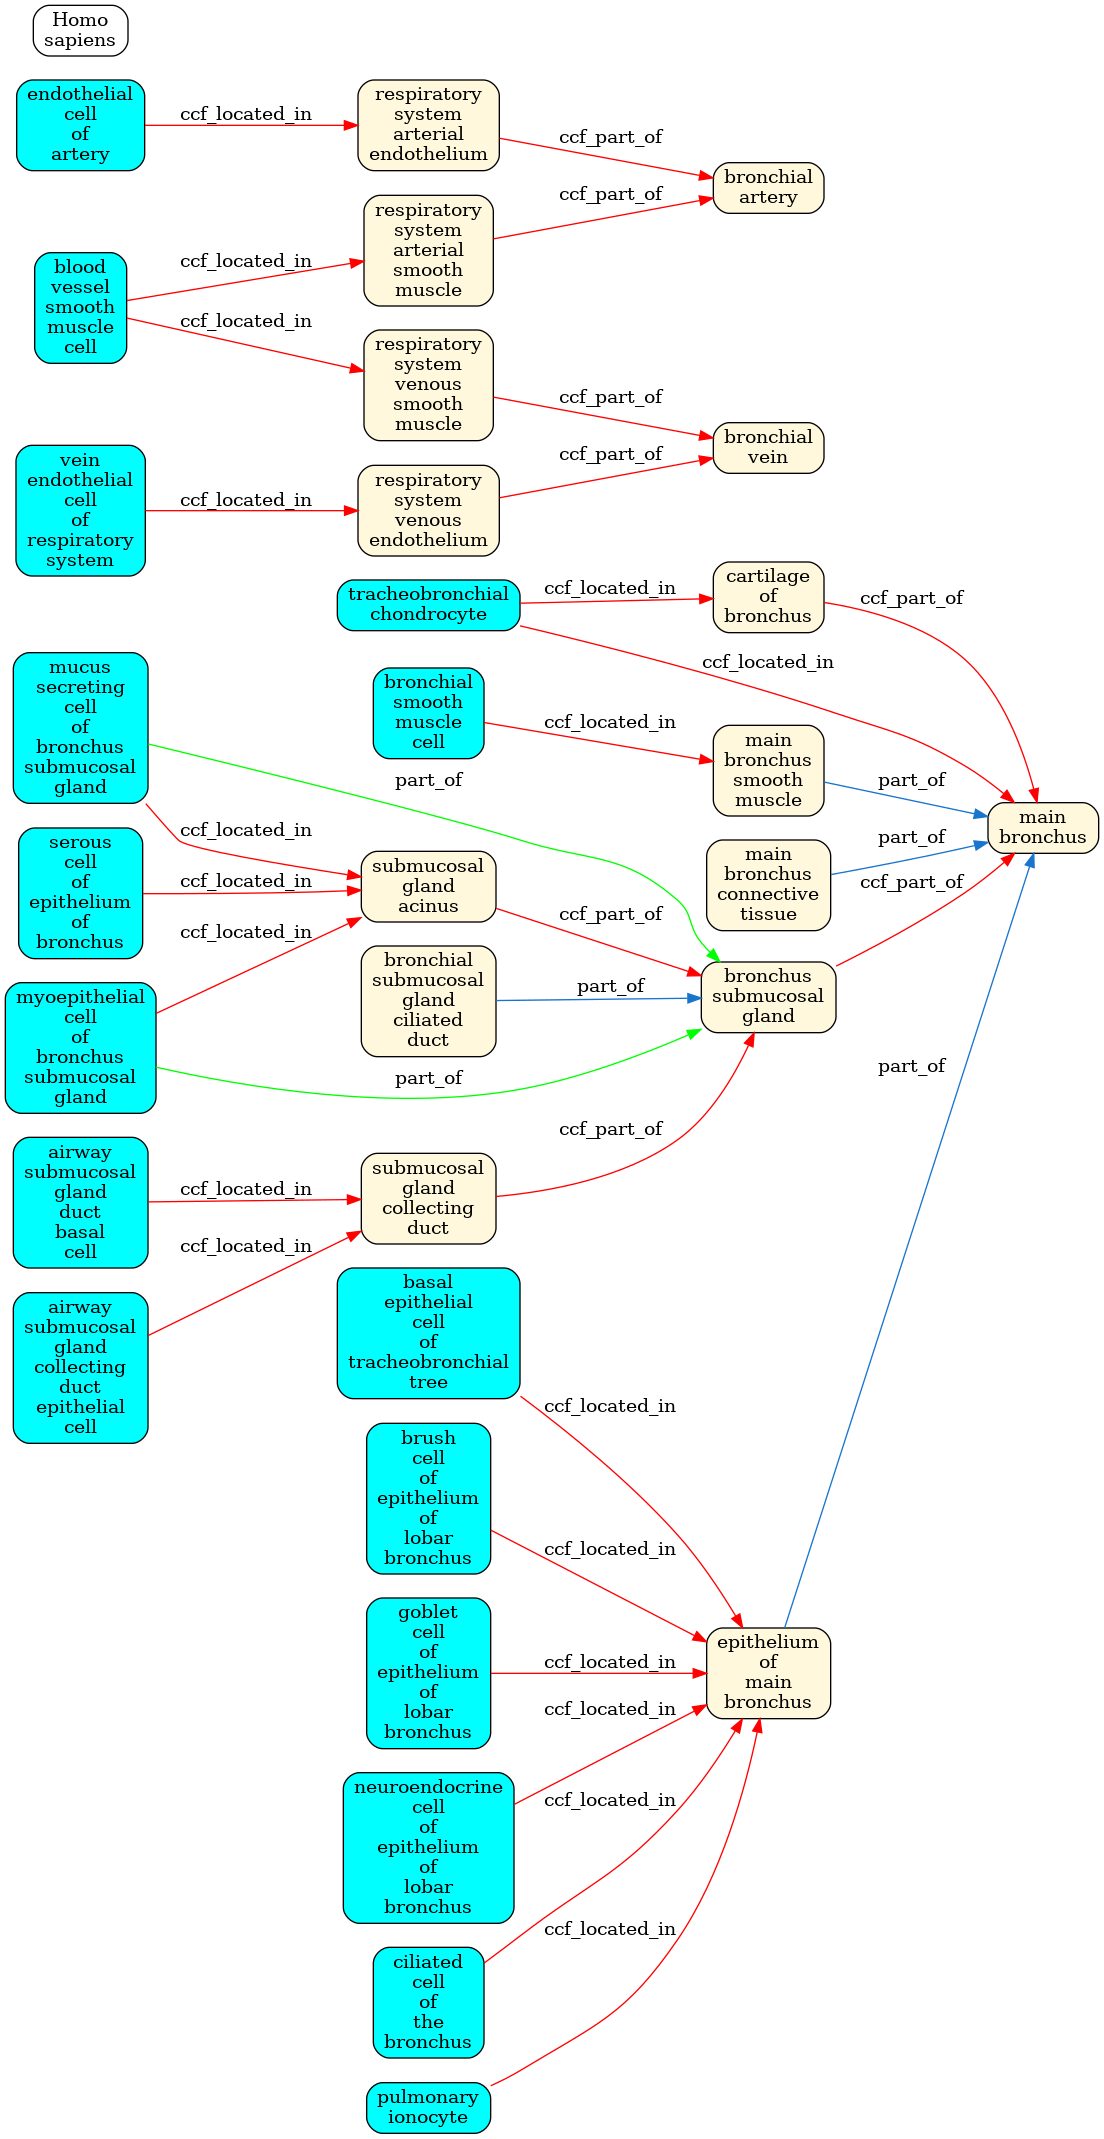 Homo
sapiens
endothelial
cell
of
artery
ccf_located_in
respiratory
system
arterial
endothelium
ccf_part_of
bronchial
artery
blood
vessel
smooth
muscle
cell
ccf_located_in
ccf_located_in
respiratory
system
arterial
smooth
muscle
ccf_part_of
respiratory
system
venous
smooth
muscle
ccf_part_of
bronchial
vein
vein
endothelial
cell
of
respiratory
system
ccf_located_in
respiratory
system
venous
endothelium
ccf_part_of
tracheobronchial
chondrocyte
ccf_located_in
cartilage
of
bronchus
ccf_part_of
ccf_located_in
mucus
secreting
cell
of
bronchus
submucosal
gland
part_of
ccf_located_in
bronchial
smooth
muscle
cell
ccf_located_in
main
bronchus
smooth
muscle
part_of
main
bronchus
main
bronchus
connective
tissue
part_of
ccf_part_of
serous
cell
of
epithelium
of
bronchus
ccf_located_in
submucosal
gland
acinus
ccf_part_of
ccf_located_in
myoepithelial
cell
of
bronchus
submucosal
gland
part_of
bronchial
submucosal
gland
ciliated
duct
part_of
bronchus
submucosal
gland
airway
submucosal
gland
duct
basal
cell
ccf_located_in
submucosal
gland
collecting
duct
ccf_part_of
airway
submucosal
gland
collecting
duct
epithelial
cell
ccf_located_in
basal
epithelial
cell
of
tracheobronchial
tree
ccf_located_in
brush
cell
of
epithelium
of
lobar
bronchus
ccf_located_in
goblet
cell
of
epithelium
of
lobar
bronchus
ccf_located_in
epithelium
of
main
bronchus
part_of
neuroendocrine
cell
of
epithelium
of
lobar
bronchus
ccf_located_in
ciliated
cell
of
the
bronchus
ccf_located_in
pulmonary
ionocyte
ccf_located_in